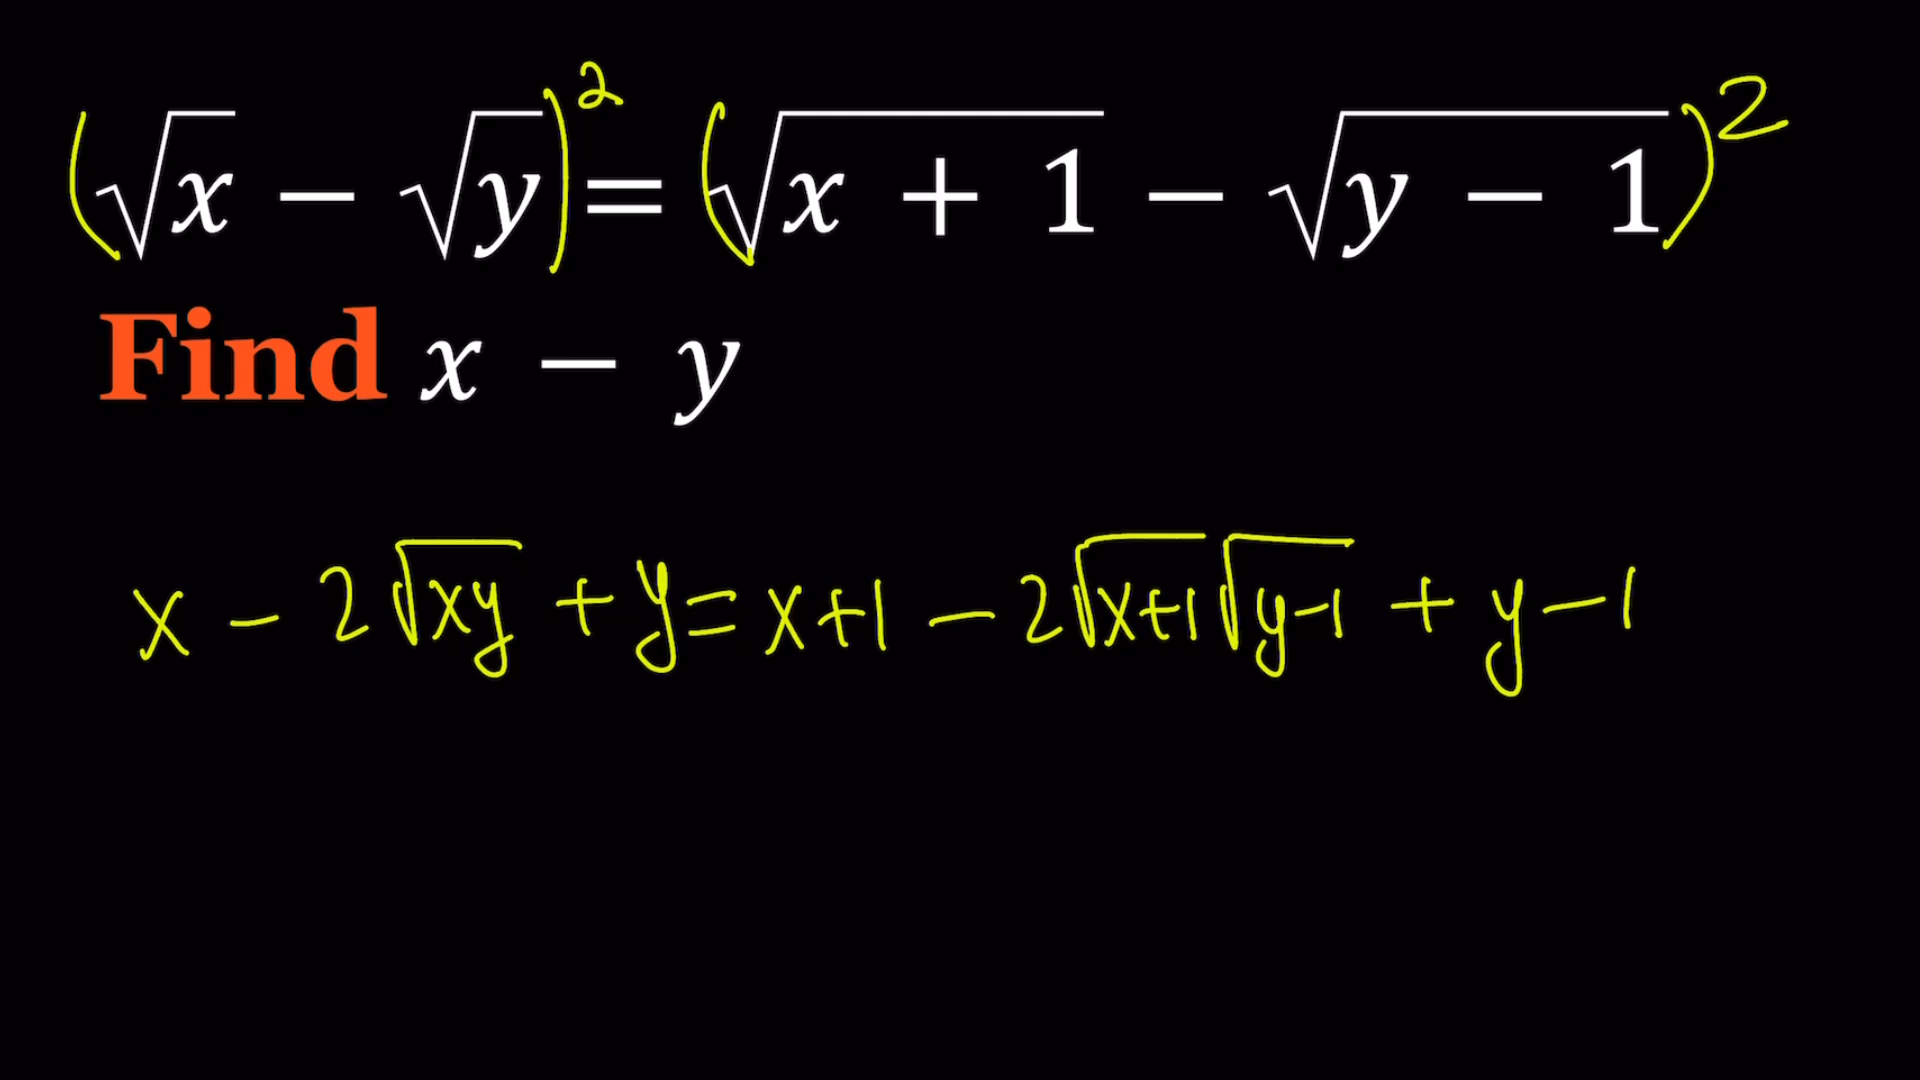 (√x − √y)² = (√x + 1 − √y − 1)²
Find x − y
x − 2√xy + y = x+1 − 2√x+1 √y-1 + y − 1